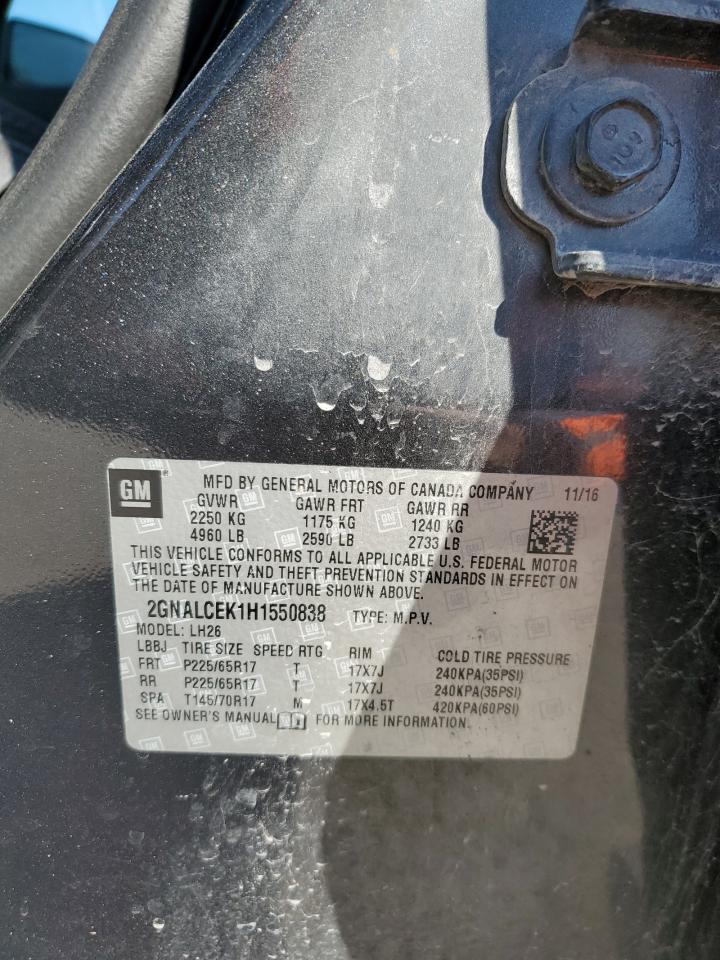 GM
MFD BY GENERAL MOTORS OF CANADA COMPANY 11/16
GVWR GAWR FRT GAWR RR
2250 KG 1175 KG 1240 KG
4960 LB 2590 LB 2733 LB
THIS VEHICLE CONFORMS TO ALL APPLICABLE U.S. FEDERAL MOTOR
VEHICLE SAFETY AND THEFT PREVENTION STANDARDS IN EFFECT ON
THE DATE OF MANUFACTURE SHOWN ABOVE.
2GNALCEK1H1550838 TYPE: M.P.V.
MODEL: LH26
LBBJ TIRE SIZE SPEED RTG RIM COLD TIRE PRESSURE
FRT P225/65R17 T 17X7J 240KPA(35PSI)
RR P225/65R17 T 17X7J 240KPA(35PSI)
SPA T145/70R17 M 17X4.5T 420KPA(60PSI)
SEE OWNER'S MANUAL FOR MORE INFORMATION.